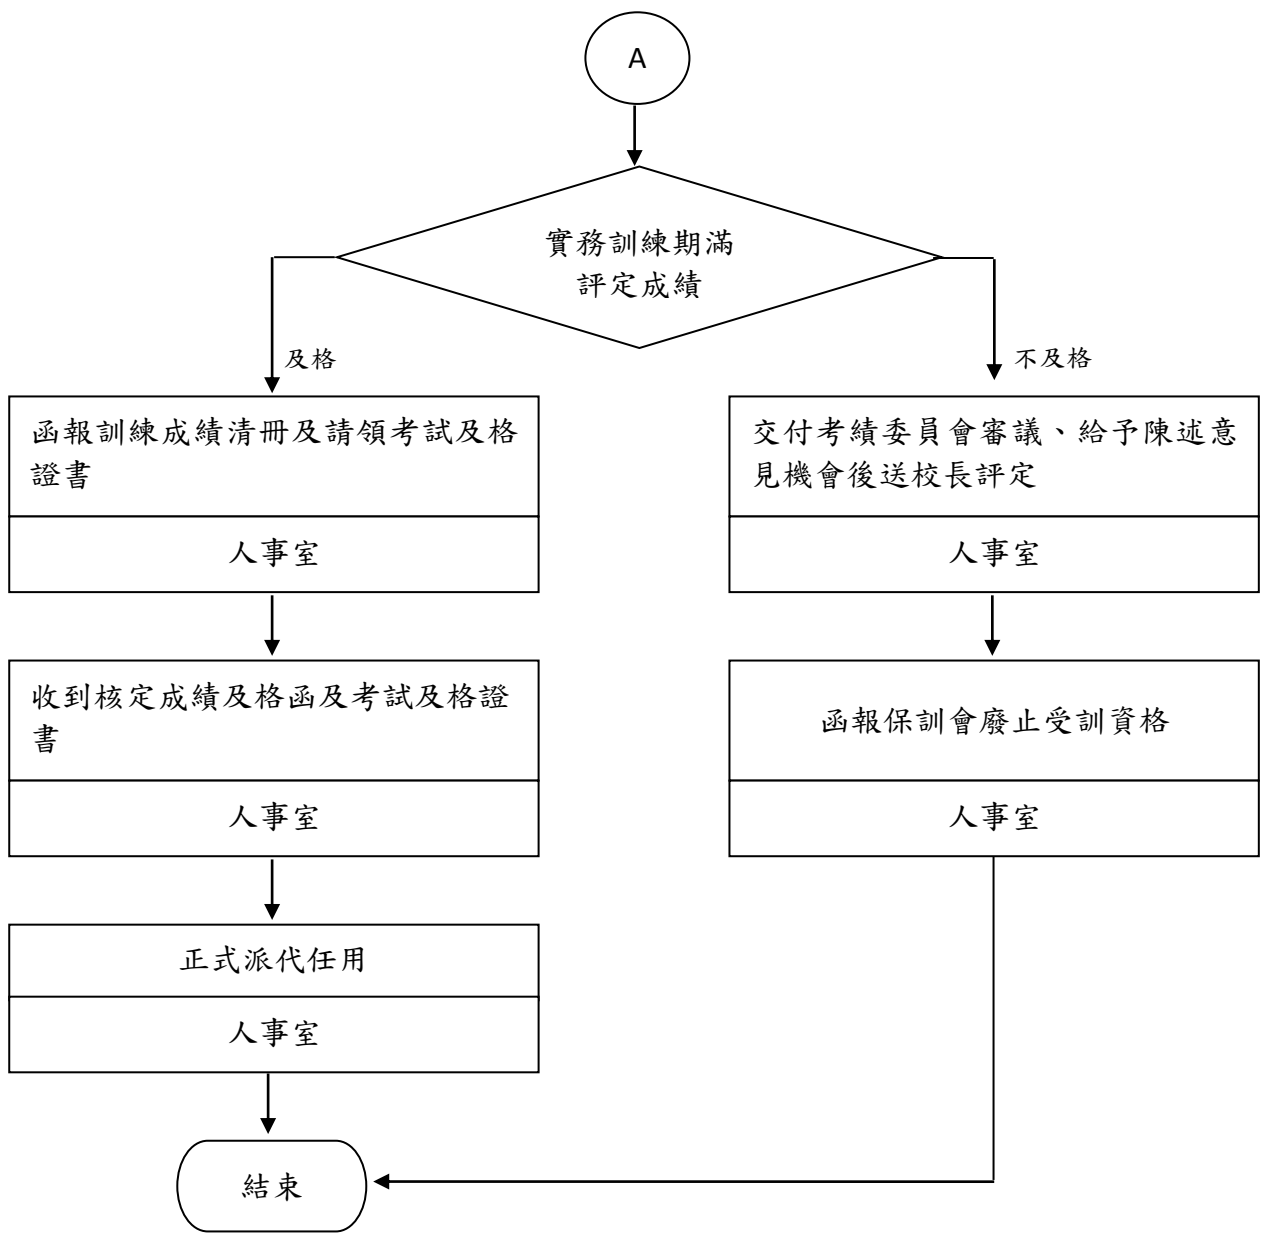 A
實務訓練期滿
評定成績
及格
不及格
函報訓練成績清冊及請領考試及格
證書
人事室
交付考績委員會審議、給予陳述意
見機會後送校長評定
人事室
收到核定成績及格函及考試及格證
書
人事室
函報保訓會廢止受訓資格
人事室
正式派代任用
人事室
結束